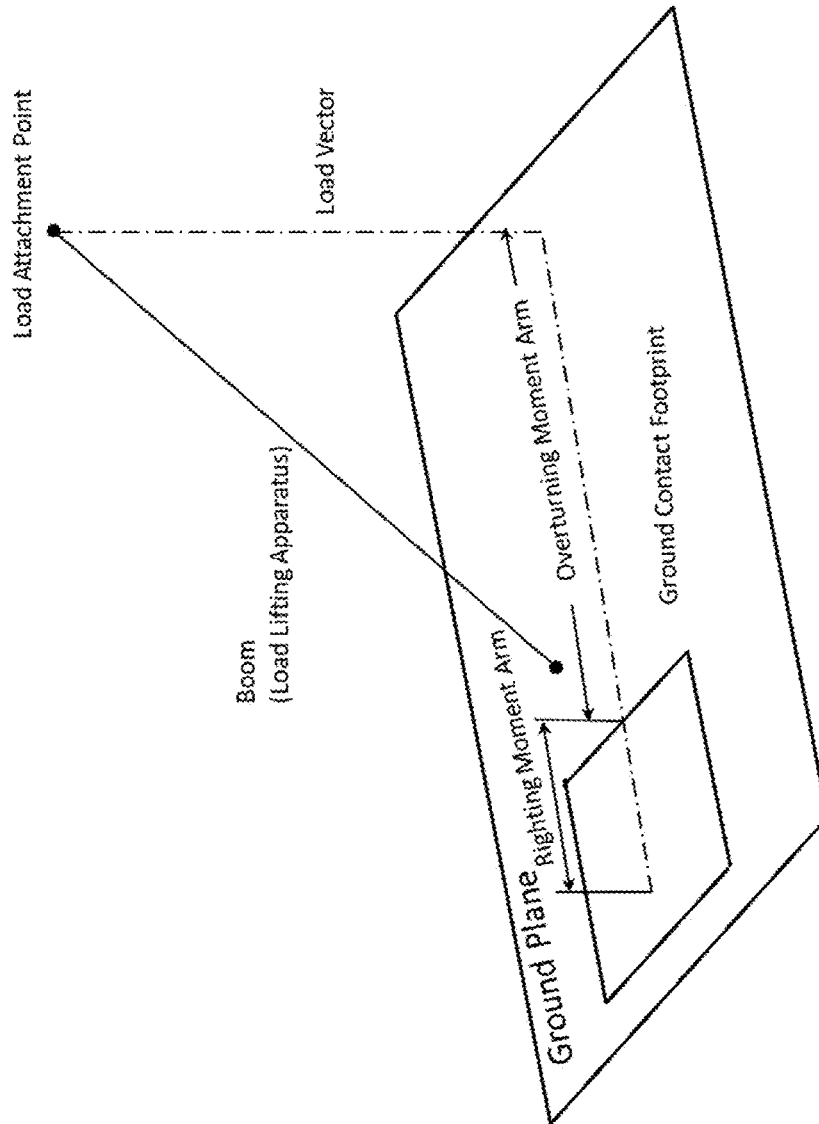 Load Attachment Point
Load Vector
Boom
(Load Lifting Apparatus)
Overturning Moment Arm
Righting Moment Arm
Ground Plane
Ground Contact Footprint